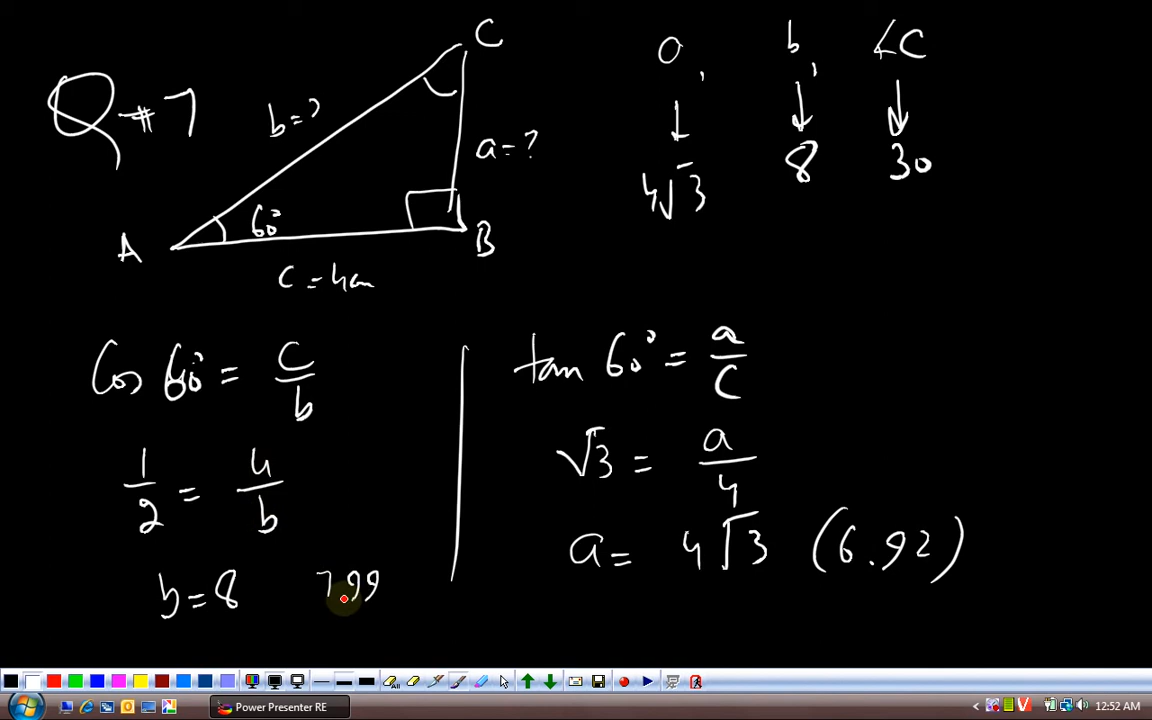 Q#7
C
b=?
a=?
60°
A
B
C=4cm
a, b, ∠C
↓ ↓ ↓
4√3 8 30
Cos 60° = C/b
1/2 = 4/b
b=8 7.99
tan 60° = a/C
√3 = a/4
a= 4√3 (6.92)
Power Presenter RE
12:52 AM